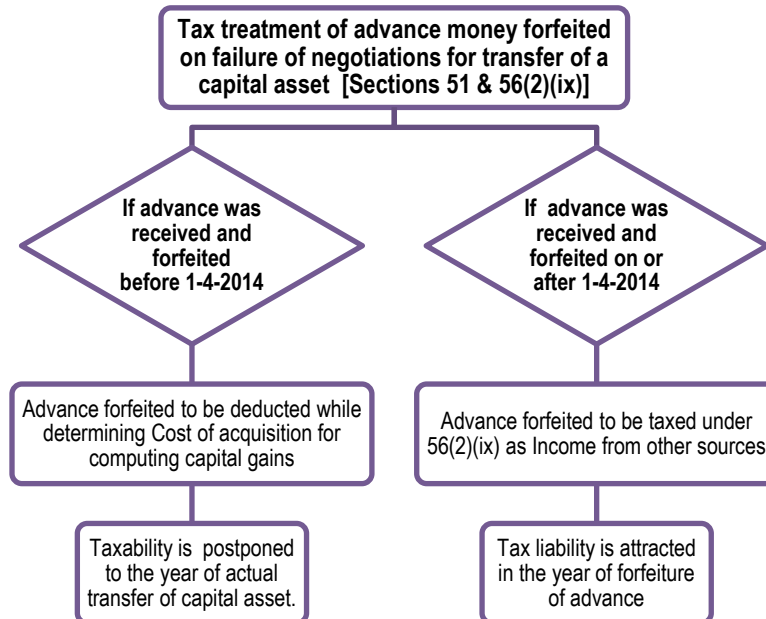 Tax treatment of advance money forfeited
on failure of negotiations for transfer of a
capital asset [Sections 51 & 56(2)(ix)]
If advance was
received and
forfeited
before 1-4-2014
If advance was
received and
forfeited on or
after 1-4-2014
Advance forfeited to be deducted while
determining Cost of acquisition for
computing capital gains
Advance forfeited to be taxed under
56(2)(ix) as Income from other sources
Taxability is postponed
to the year of actual
transfer of capital asset.
Tax liability is attracted
in the year of forfeiture
of advance